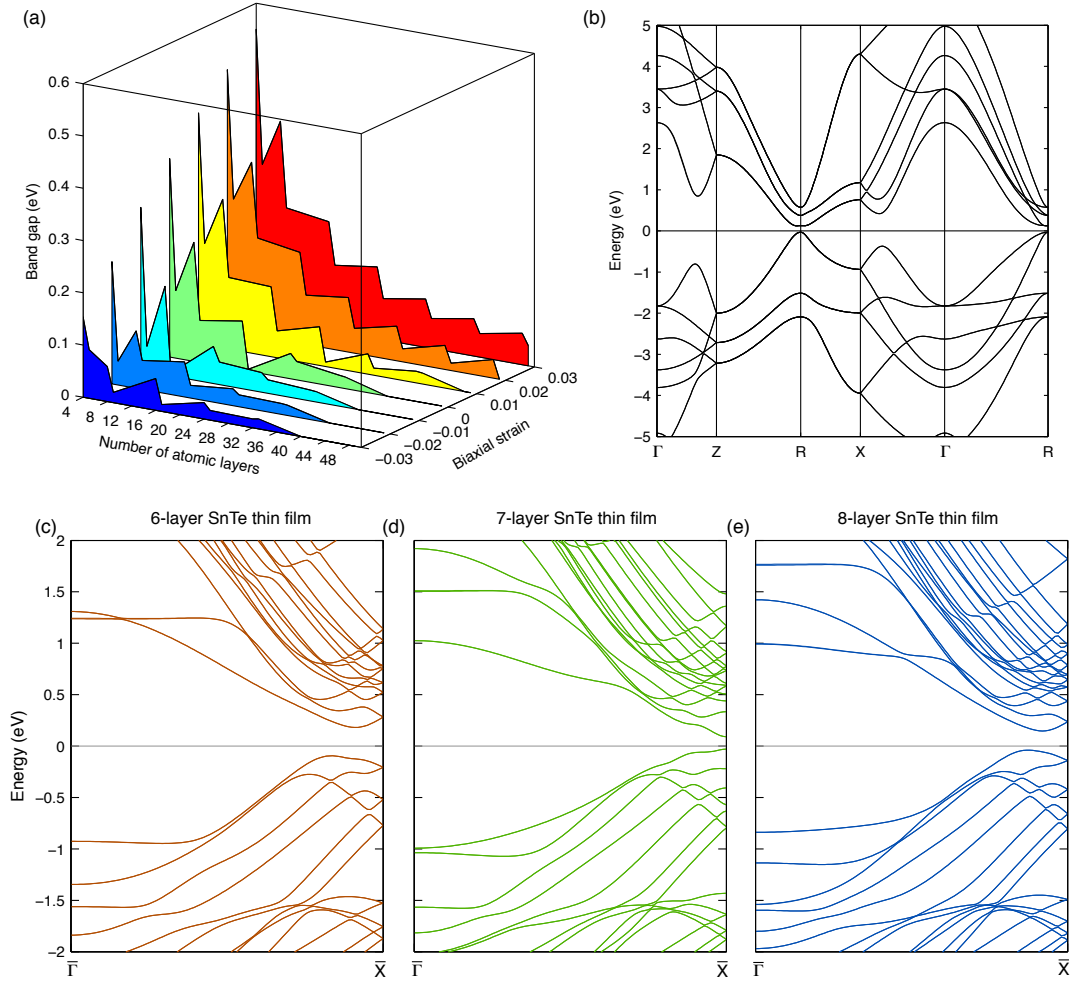 (a)
0.6
0.5
0.4
0.3
0.2
0.1
0
Band gap (eV)
4 8 12 16 20 24 28 32 36 40 44 48
Number of atomic layers
−0.03 −0.02 −0.01 0 0.01 0.02 0.03
Biaxial strain
(b)
5
4
3
2
1
0
−1
−2
−3
−4
−5
Energy (eV)
Γ Z R X Γ R
(c) 6-layer SnTe thin film
(d) 7-layer SnTe thin film
(e) 8-layer SnTe thin film
2
1.5
1
0.5
0
−0.5
−1
−1.5
−2
Energy (eV)
Γ̅ X̅
Γ̅ X̅
Γ̅ X̅